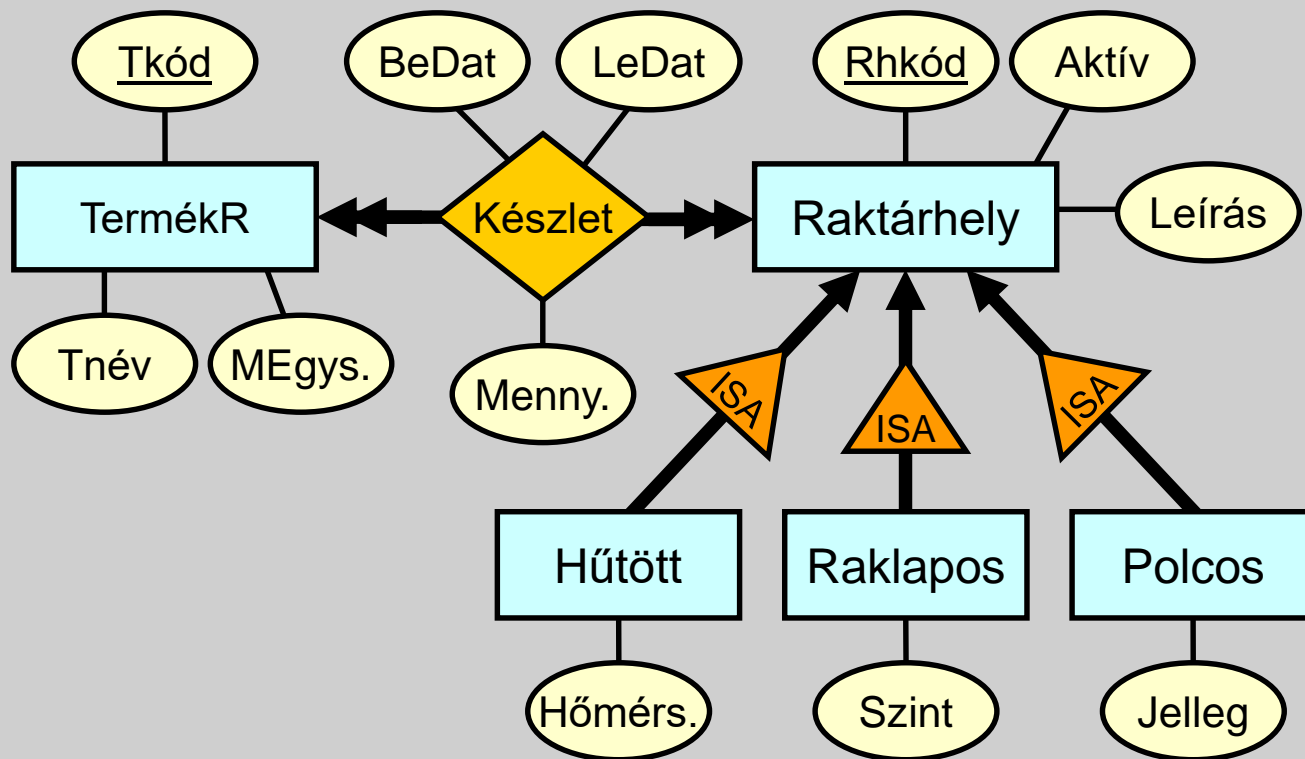 Tkód
BeDat
LeDat
Rhkód
Aktív
TermékR
Készlet
Raktárhely
Leírás
Tnév
MEgys.
Menny.
ISA
ISA
ISA
Hűtött
Raklapos
Polcos
Hőmérs.
Szint
Jelleg